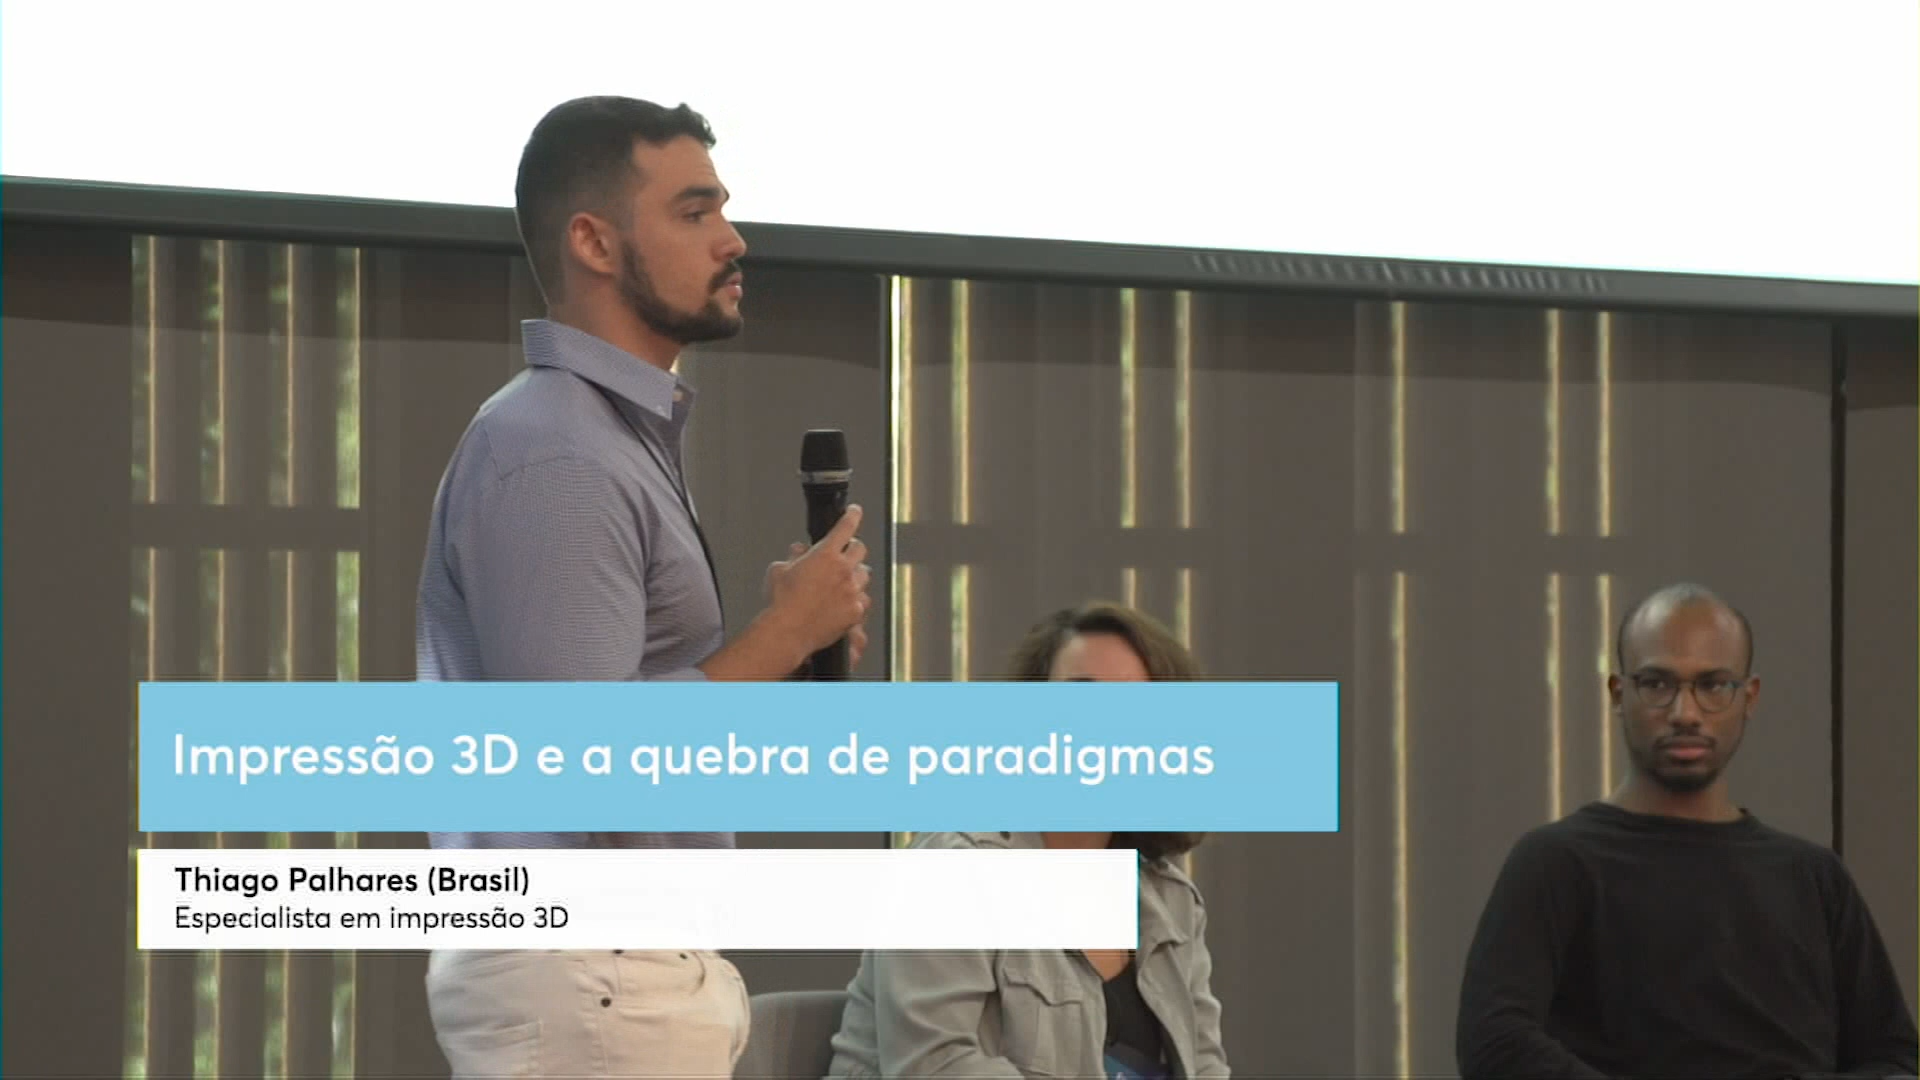 Impressão 3D e a quebra de paradigmas
Thiago Palhares (Brasil)
Especialista em impressão 3D